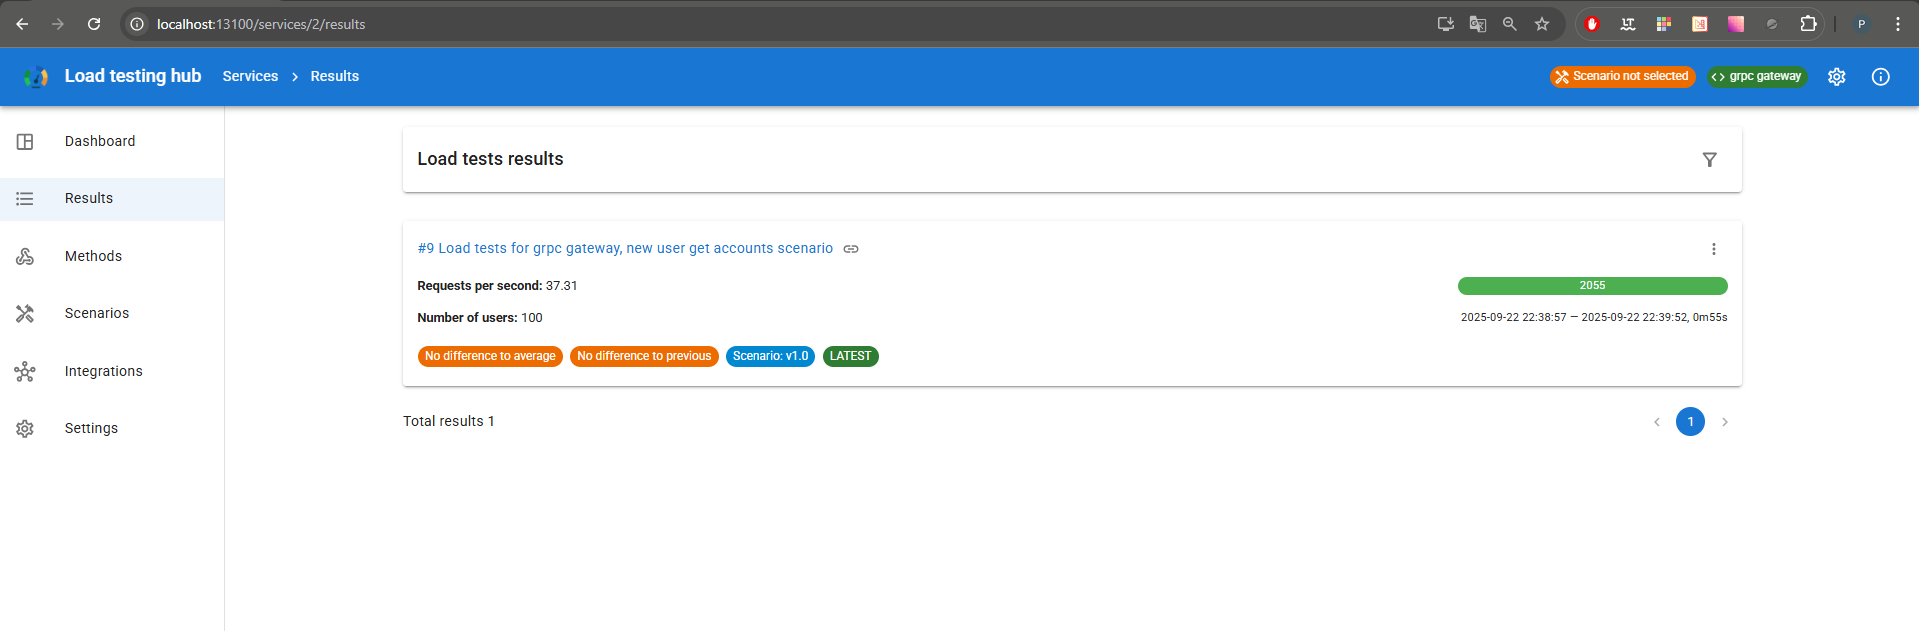 localhost:13100/services/2/results
P
Load testing hub
Services
Results
Scenario not selected
grpc gateway
Dashboard
Results
Methods
Scenarios
Integrations
Settings
Load tests results
#9 Load tests for grpc gateway, new user get accounts scenario
Requests per second: 37.31
2055
Number of users: 100
2025-09-22 22:38:57 — 2025-09-22 22:39:52, 0m55s
No difference to average
No difference to previous
Scenario: v1.0
LATEST
Total results 1
1